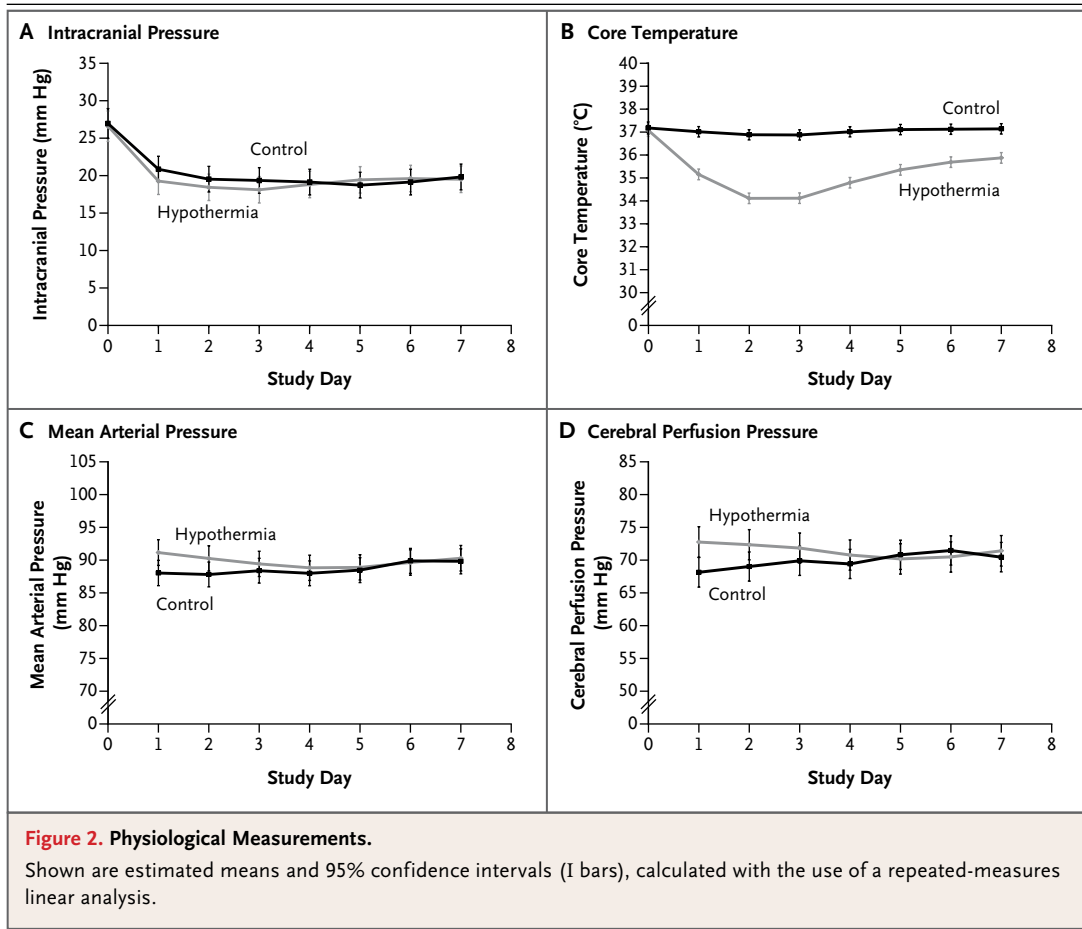 A Intracranial Pressure
35
30
25
20
15
10
5
0
Intracranial Pressure (mm Hg)
Control
Hypothermia
0 1 2 3 4 5 6 7 8
Study Day
B Core Temperature
40
39
38
37
36
35
34
33
32
31
30
0
Core Temperature (°C)
Control
Hypothermia
0 1 2 3 4 5 6 7 8
Study Day
C Mean Arterial Pressure
105
100
95
90
85
80
75
70
0
Mean Arterial Pressure
(mm Hg)
Hypothermia
Control
0 1 2 3 4 5 6 7 8
Study Day
D Cerebral Perfusion Pressure
85
80
75
70
65
60
55
50
0
Cerebral Perfusion Pressure
(mm Hg)
Hypothermia
Control
0 1 2 3 4 5 6 7 8
Study Day
Figure 2. Physiological Measurements.
Shown are estimated means and 95% confidence intervals (I bars), calculated with the use of a repeated-measures
linear analysis.